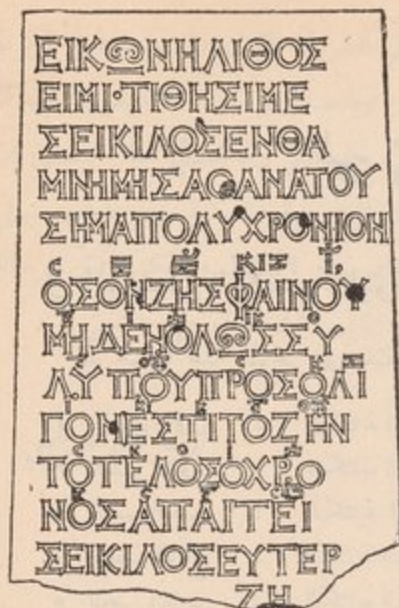 ΕΙΚΩΝΗΛΙΘΟΣ
ΕΙΜΙ·ΤΙΘΗΣΙΜΕ
ΣΕΙΚΙΛΟΣΕΝΘΑ
ΜΝΗΜΗΣΑΘΑΝΑΤΟΥ
ΣΗΜΑΠΟΛΥΧΡΟΝΙΟΝ
ΟΣΟΝΖΗΣΦΑΙΝΟΥ
ΜΗΔΕΝΟΛΩΣΣΥ
ΛΥΠΟΥΠΡΟΣΟΛΙ
ΓΟΝΕΣΤΙΤΟΖΗΝ
ΤΟΤΕΛΟΣΟΧΡΟ
ΝΟΣΑΠΑΙΤΕΙ
ΣΕΙΚΙΛΟΣΕΥΤΕΡ
ΖΗ